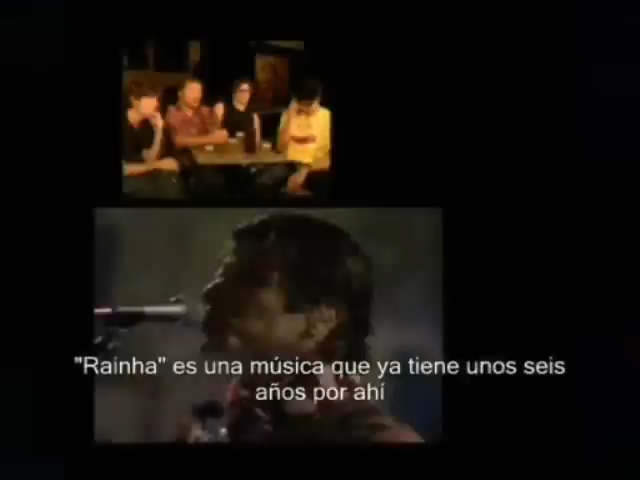 "Rainha" es una música que ya tiene unos seis
años por ahí